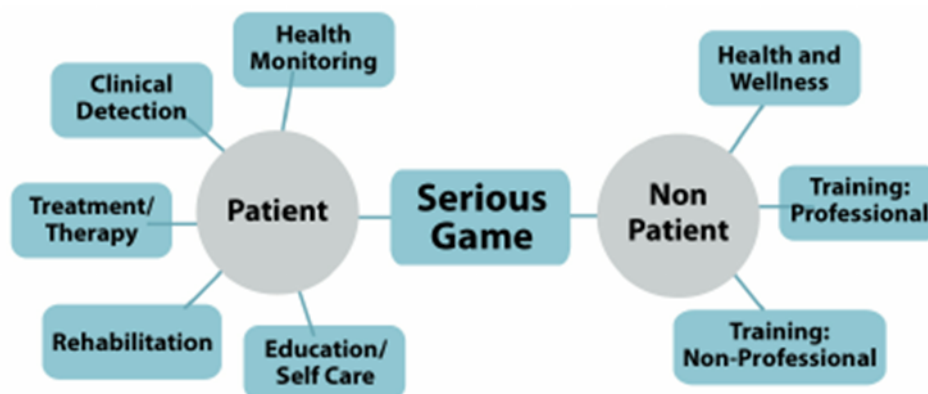 Health
Monitoring
Clinical
Detection
Treatment/
Therapy
Rehabilitation
Education/
Self Care
Patient
Serious
Game
Non
Patient
Health and
Wellness
Training:
Professional
Training:
Non-Professional